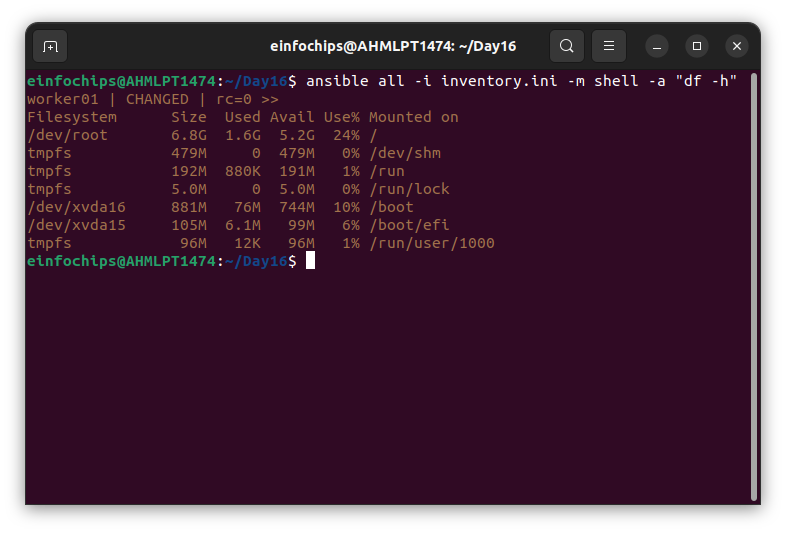 einfochips@AHMLPT1474: ~/Day16
einfochips@AHMLPT1474:~/Day16$ ansible all -i inventory.ini -m shell -a "df -h"
worker01 | CHANGED | rc=0 >>
Filesystem      Size  Used Avail Use% Mounted on
/dev/root       6.8G  1.6G  5.2G  24% /
tmpfs           479M     0  479M   0% /dev/shm
tmpfs           192M  880K  191M   1% /run
tmpfs           5.0M     0  5.0M   0% /run/lock
/dev/xvda16     881M   76M  744M  10% /boot
/dev/xvda15     105M  6.1M   99M   6% /boot/efi
tmpfs            96M   12K   96M   1% /run/user/1000
einfochips@AHMLPT1474:~/Day16$